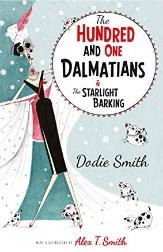 The
HUNDRED
AND ONE
DALMATIANS
& The STARLIGHT
BARKING
Dodie Smith
WITH ILLUSTRATIONS BY Alex T. Smith